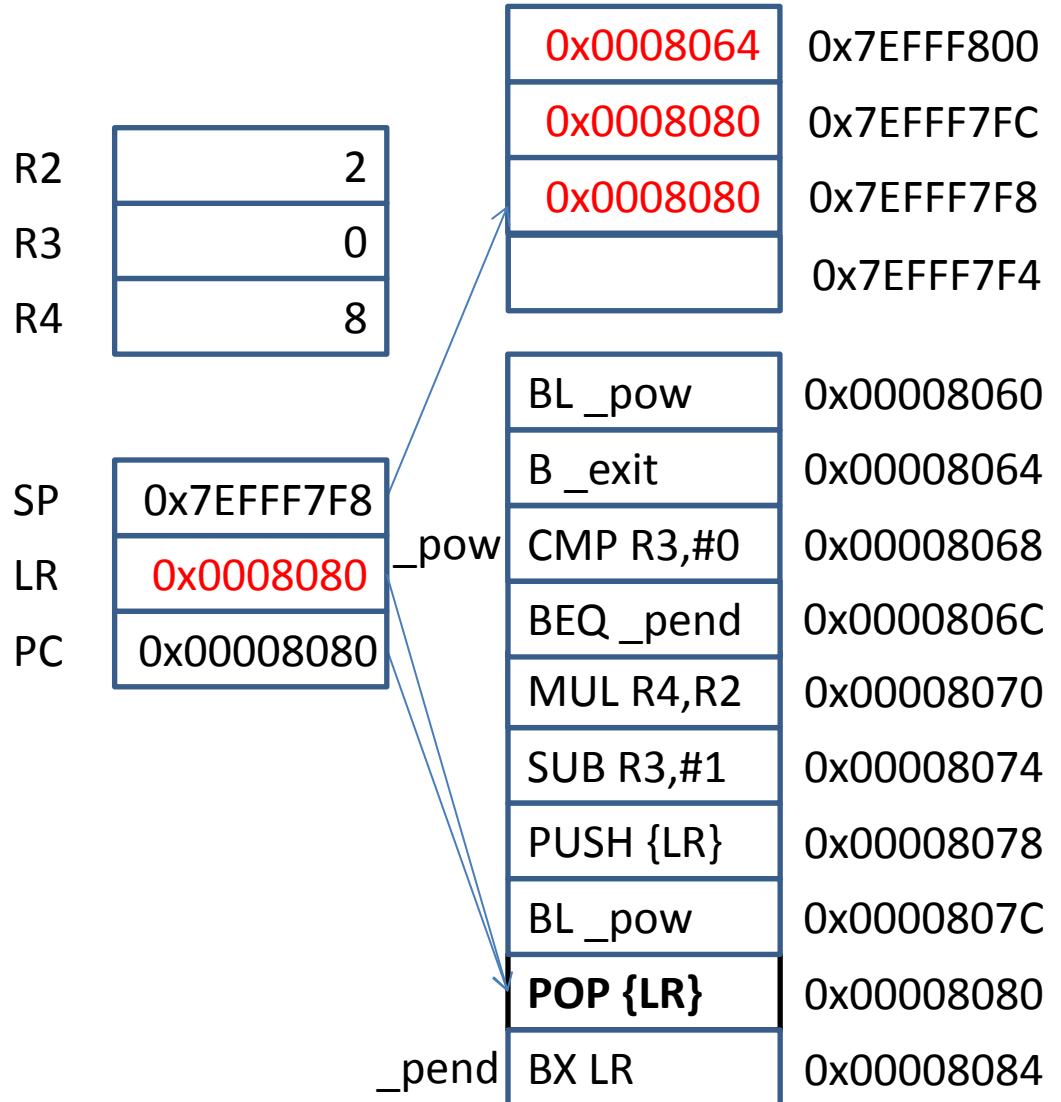 0x0008064 0x7EFFF800
0x0008080 0x7EFFF7FC
R2 2
0x0008080 0x7EFFF7F8
R3 0
0x7EFFF7F4
R4 8
BL _pow 0x00008060
SP 0x7EFFF7F8
B _exit 0x00008064
LR 0x0008080
_pow CMP R3,#0 0x00008068
PC 0x00008080
BEQ _pend 0x0000806C
MUL R4,R2 0x00008070
SUB R3,#1 0x00008074
PUSH {LR} 0x00008078
BL _pow 0x0000807C
POP {LR} 0x00008080
_pend BX LR 0x00008084